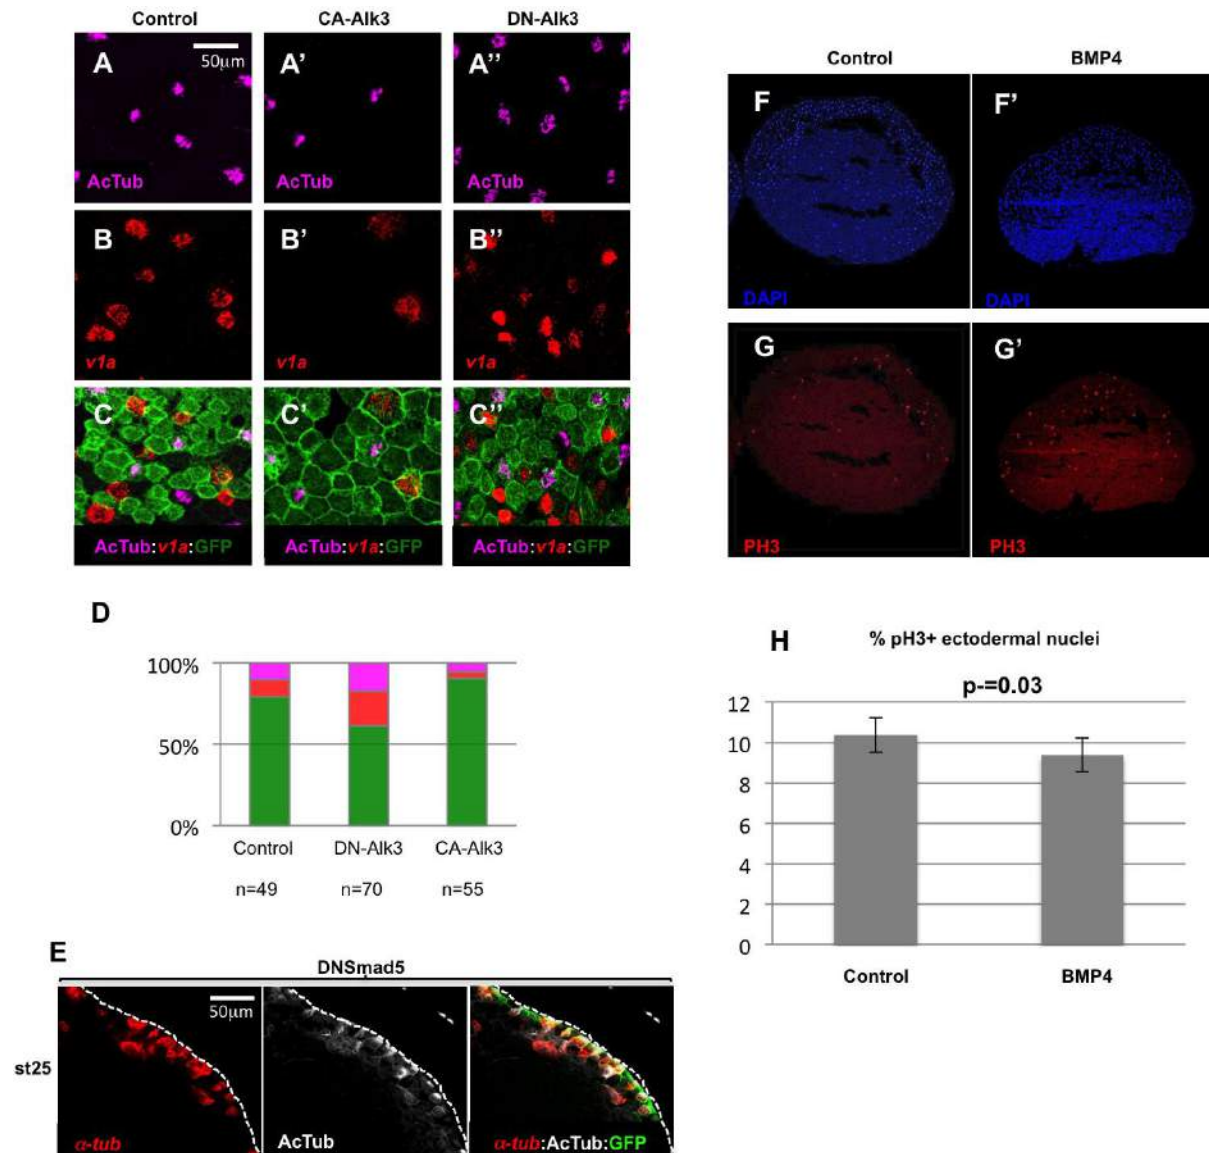 Control CA-Alk3 DN-Alk3
A A' A''
50µm
AcTub AcTub AcTub
B B' B''
v1a v1a v1a
C C' C''
AcTub:v1a:GFP AcTub:v1a:GFP AcTub:v1a:GFP
D
100%
50%
0%
Control DN-Alk3 CA-Alk3
n=49 n=70 n=55
E
DNSmad5
50µm
st25
α-tub AcTub α-tub:AcTub:GFP
Control BMP4
F F'
DAPI DAPI
G G'
PH3 PH3
H % pH3+ ectodermal nuclei
p-=0.03
12
10
8
6
4
2
0
Control BMP4